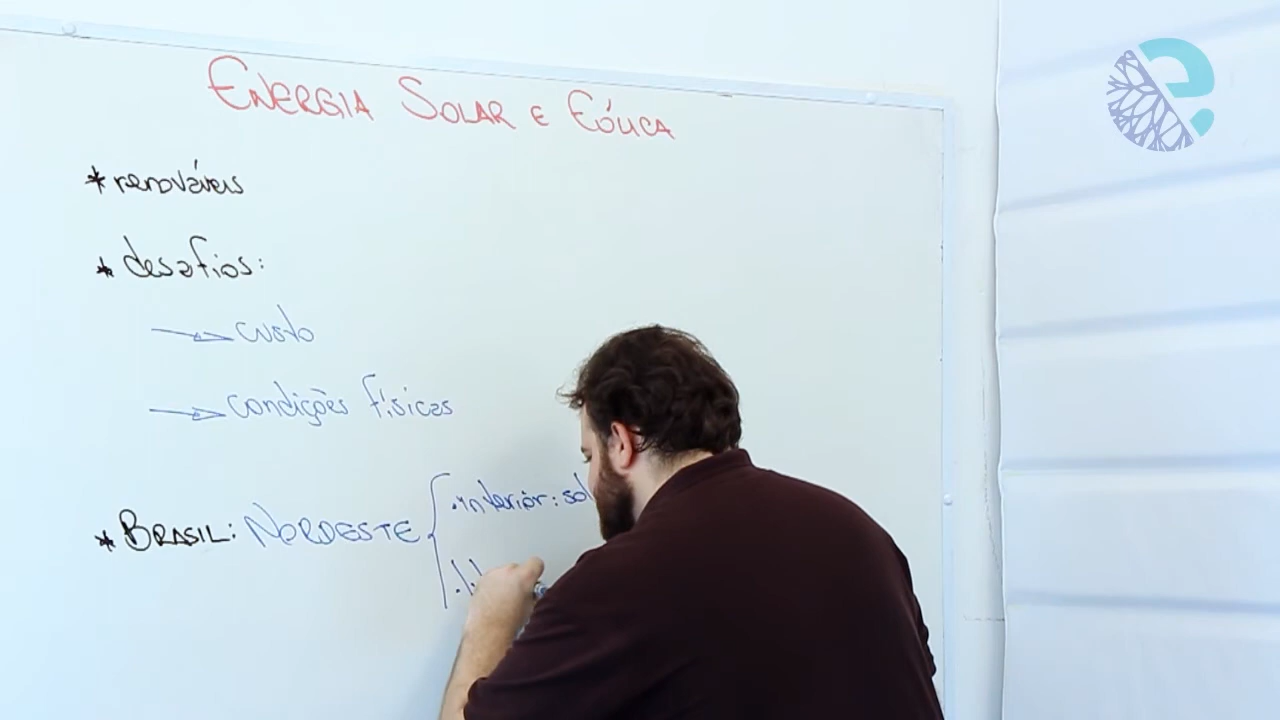 ENERGIA SOLAR E EÓLICA
* renováveis
* desafios:
custo
condições físicas
* BRASIL: NORDESTE
. interior: sol